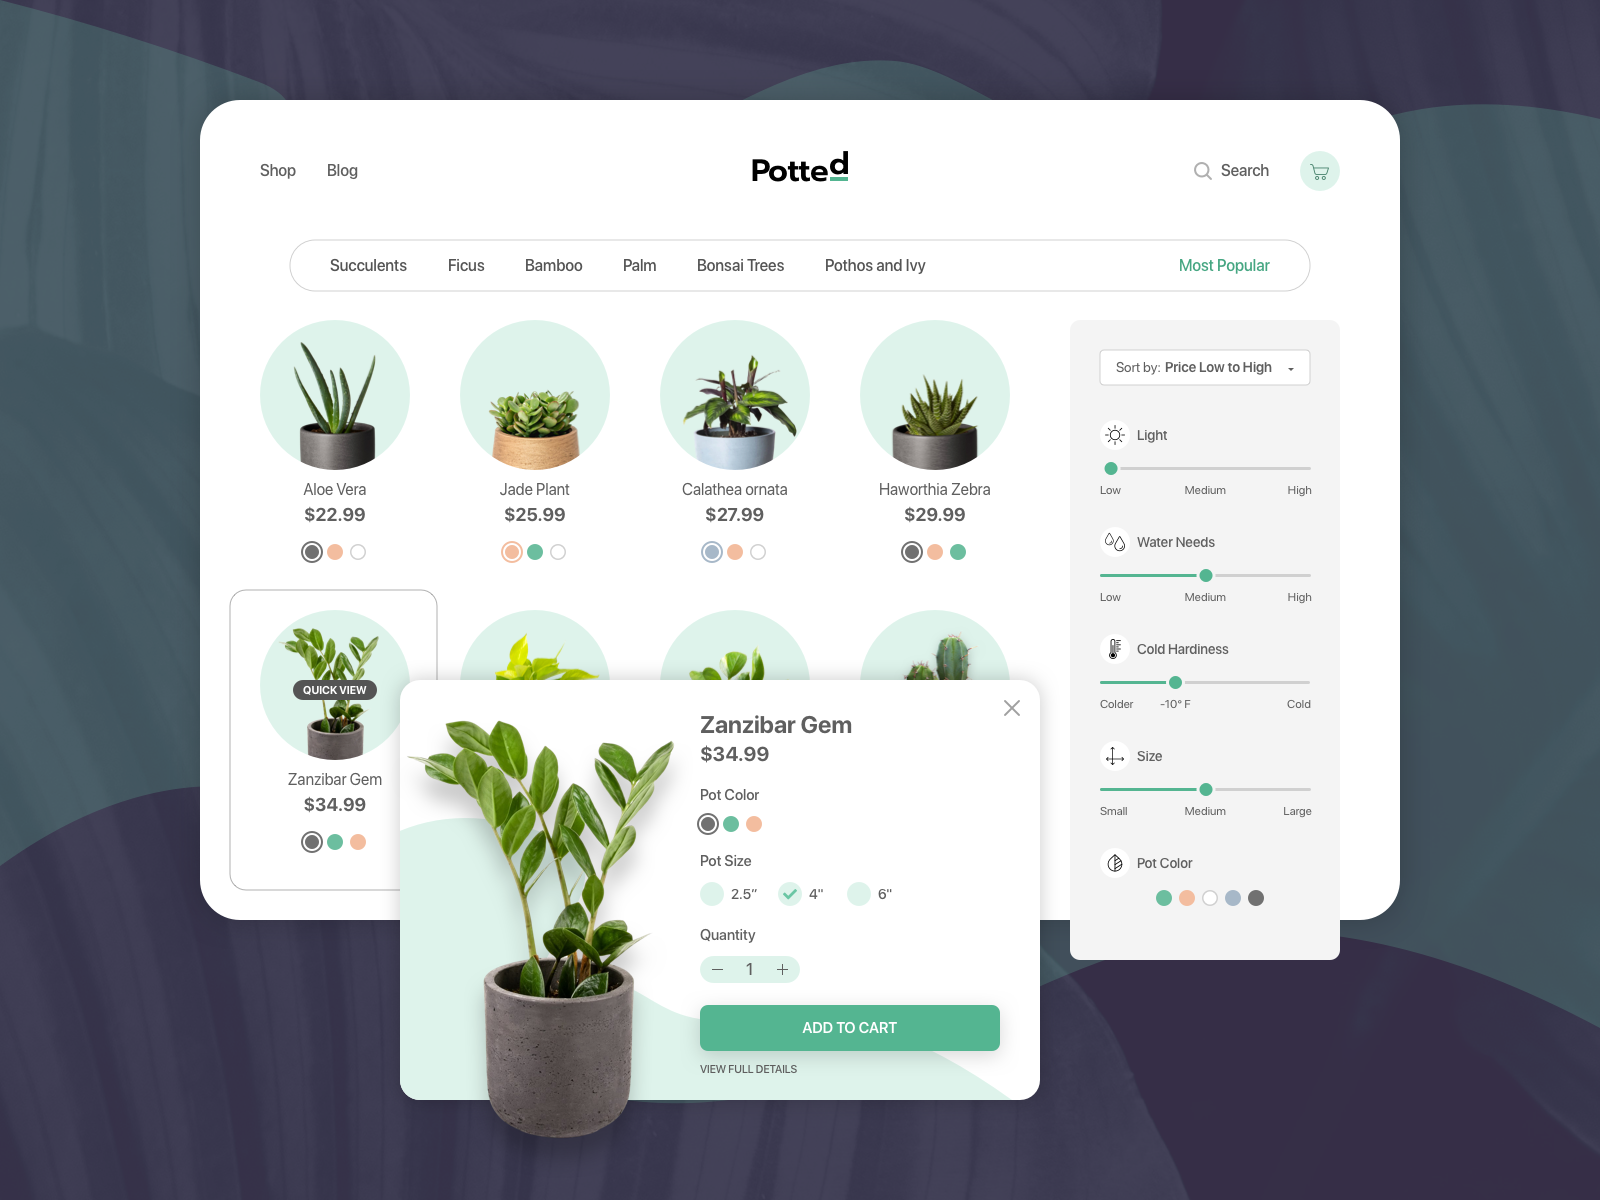 Shop
Blog
Potted
Search
Succulents
Ficus
Bamboo
Palm
Bonsai Trees
Pothos and Ivy
Most Popular
Aloe Vera
$22.99
Jade Plant
$25.99
Calathea ornata
$27.99
Haworthia Zebra
$29.99
QUICK VIEW
Zanzibar Gem
$34.99
Zanzibar Gem
$34.99
Pot Color
Pot Size
2.5”
4"
6"
Quantity
1
ADD TO CART
VIEW FULL DETAILS
Sort by: Price Low to High
Light
Low
Medium
High
Water Needs
Low
Medium
High
Cold Hardiness
Colder
-10° F
Cold
Size
Small
Medium
Large
Pot Color